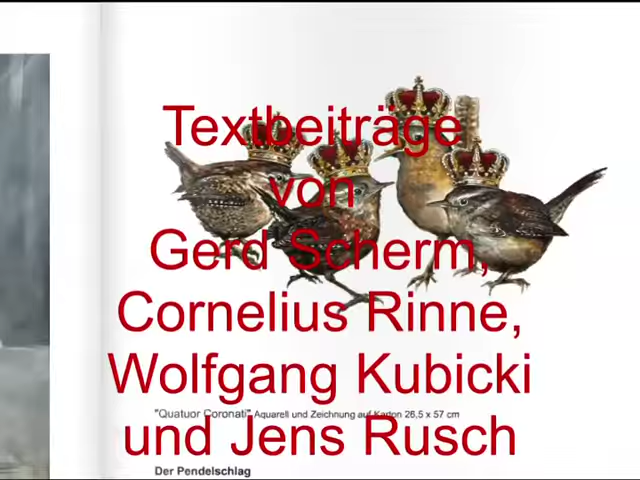 Textbeiträge
von
Gerd Scherm,
Cornelius Rinne,
Wolfgang Kubicki
"Quatuor Coronati" Aquarell und Zeichnung auf Karton 26,5 x 57 cm
und Jens Rusch
Der Pendelschlag